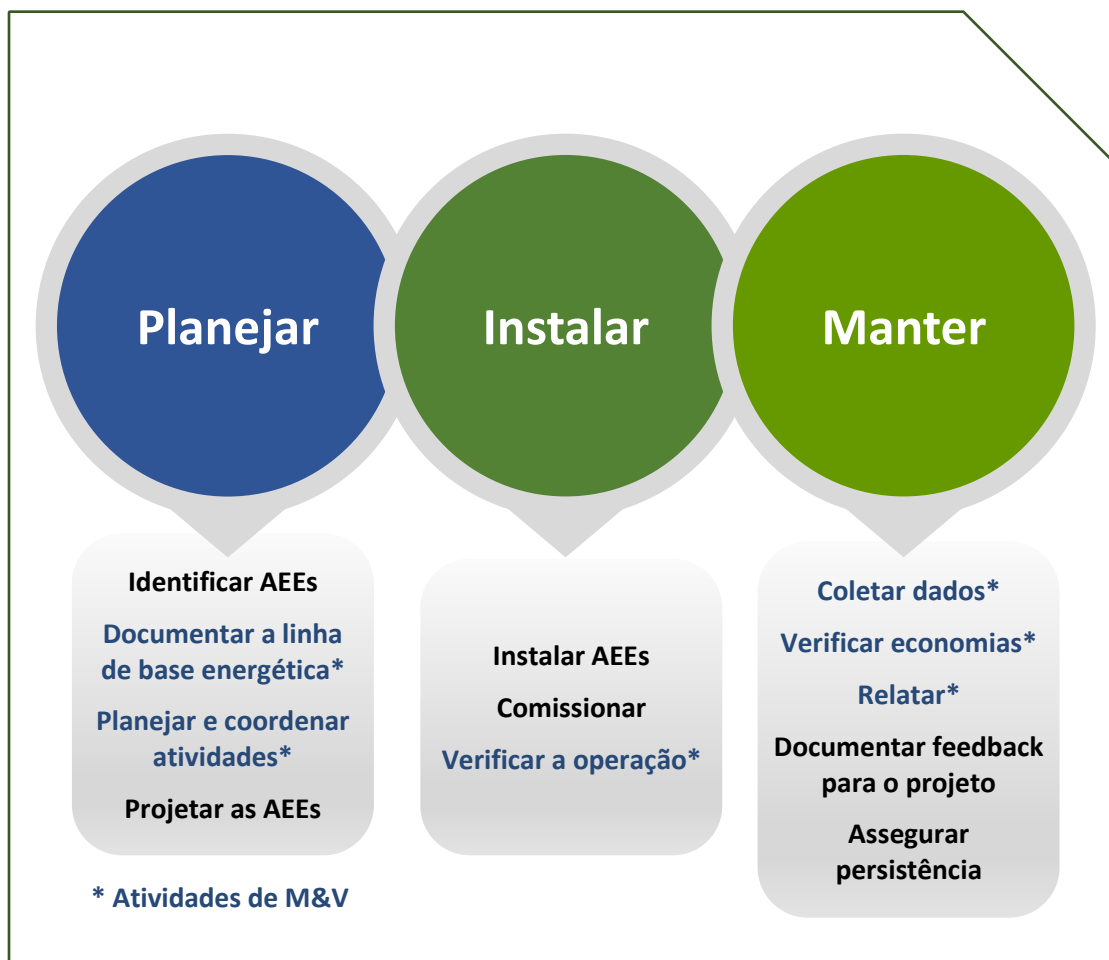 Planejar
Instalar
Manter
Identificar AEEs
Documentar a linha
de base energética*
Planejar e coordenar
atividades*
Projetar as AEEs
Instalar AEEs
Comissionar
Verificar a operação*
Coletar dados*
Verificar economias*
Relatar*
Documentar feedback
para o projeto
Assegurar
persistência
* Atividades de M&V